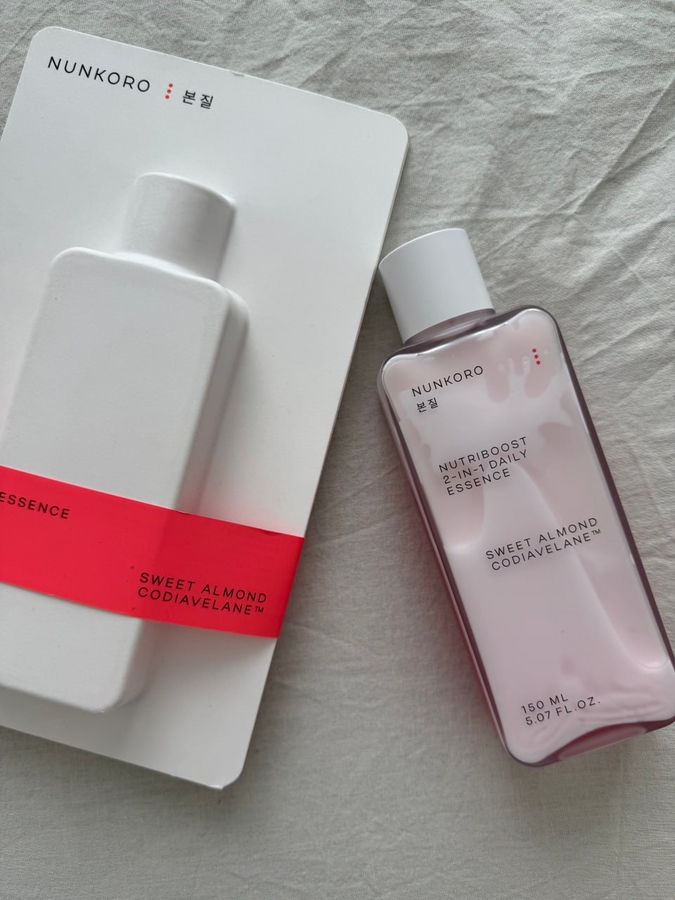 NUNKORO 본질
ESSENCE
SWEET ALMOND
CODIAVELANE™
NUNKORO
본질
NUTRIBOOST
2-IN-1 DAILY
ESSENCE
SWEET ALMOND
CODIAVELANE™
150 ML
5.07 FL.OZ.